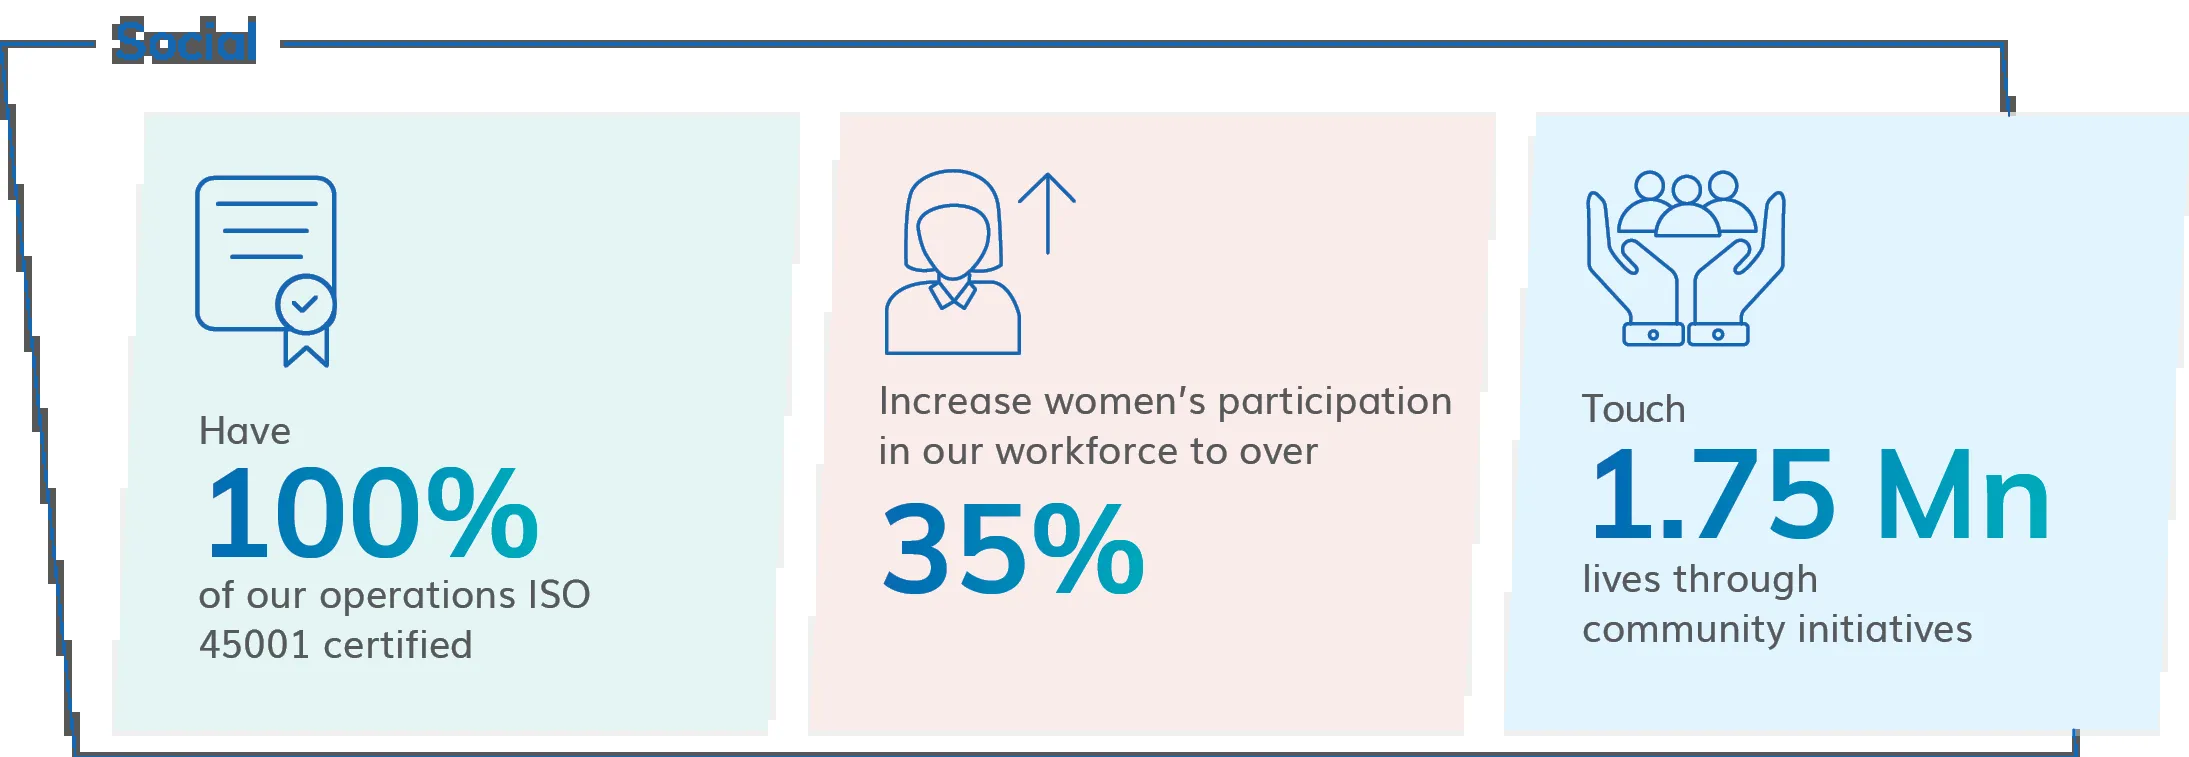 Social
Have
100%
of our operations ISO
45001 certified
Increase women's participation
in our workforce to over
35%
Touch
1.75 Mn
lives through
community initiatives